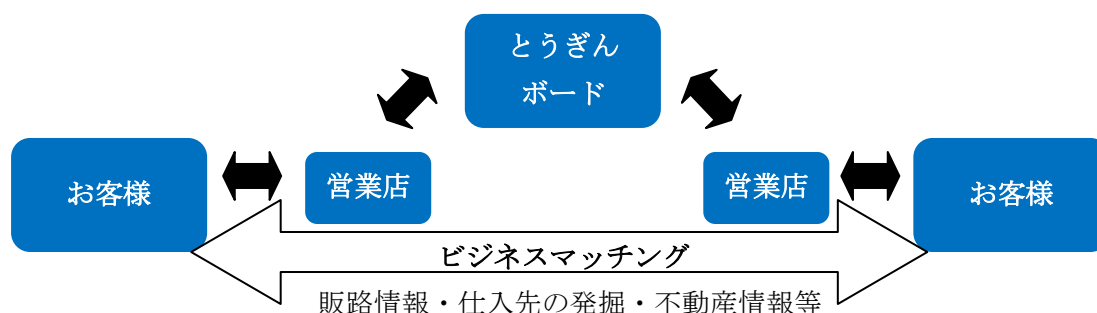 とうぎん
ボード
お客様
営業店
営業店
お客様
ビジネスマッチング
販路情報・仕入先の発掘・不動産情報等